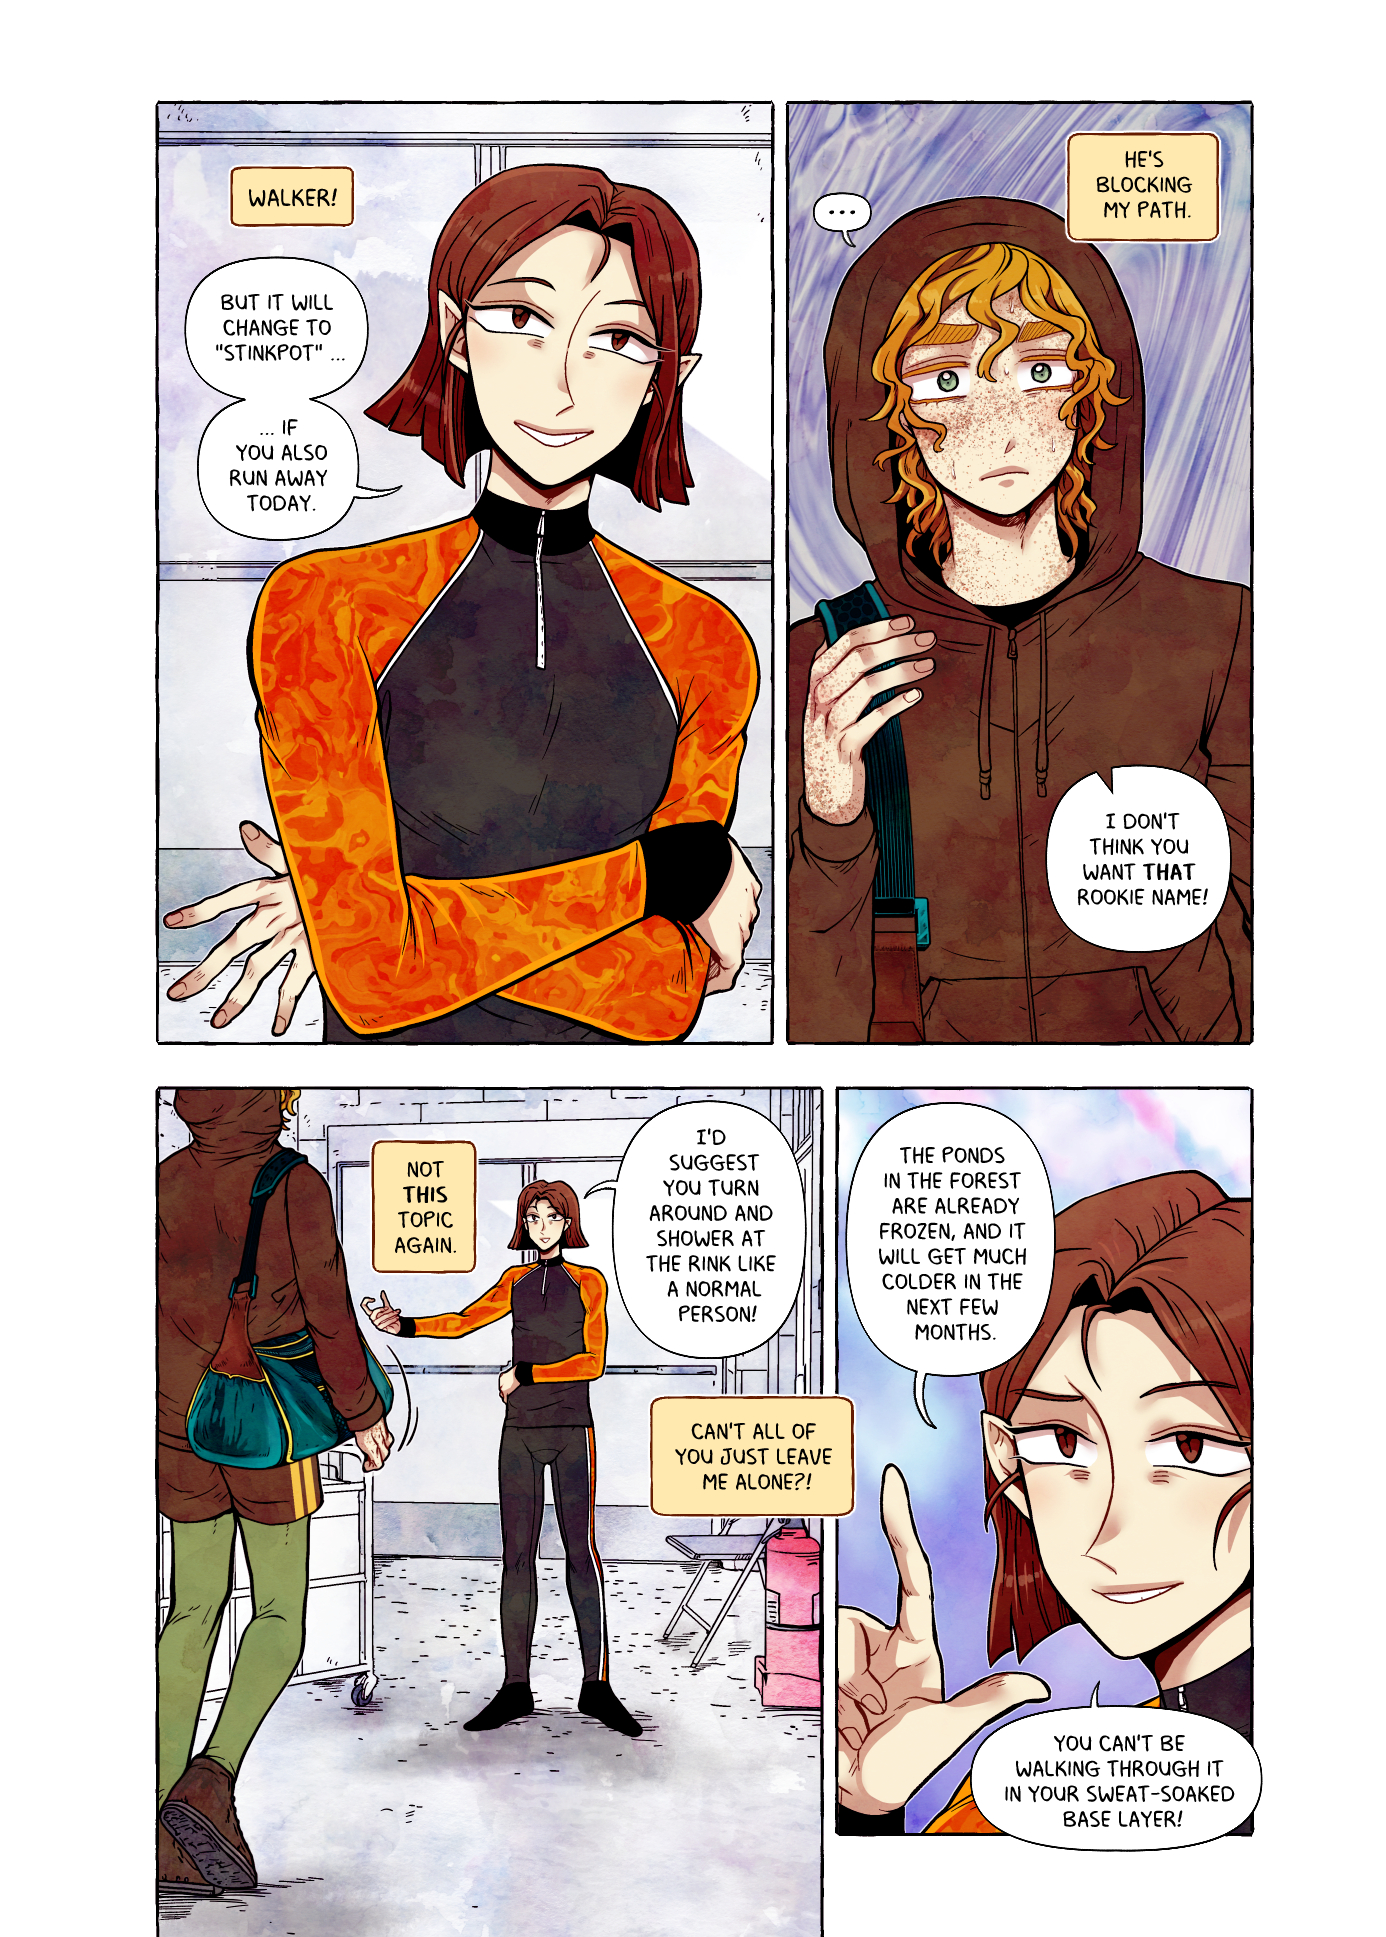 WALKER!
BUT IT WILL
CHANGE TO
"STINKPOT" ...
... IF
YOU ALSO
RUN AWAY
TODAY.
HE'S
BLOCKING
MY PATH.
...
I DON'T
THINK YOU
WANT THAT
ROOKIE NAME!
NOT
THIS
TOPIC
AGAIN.
I'D
SUGGEST
YOU TURN
AROUND AND
SHOWER AT
THE RINK LIKE
A NORMAL
PERSON!
CAN'T ALL OF
YOU JUST LEAVE
ME ALONE?!
THE PONDS
IN THE FOREST
ARE ALREADY
FROZEN, AND IT
WILL GET MUCH
COLDER IN THE
NEXT FEW
MONTHS.
YOU CAN'T BE
WALKING THROUGH IT
IN YOUR SWEAT-SOAKED
BASE LAYER!